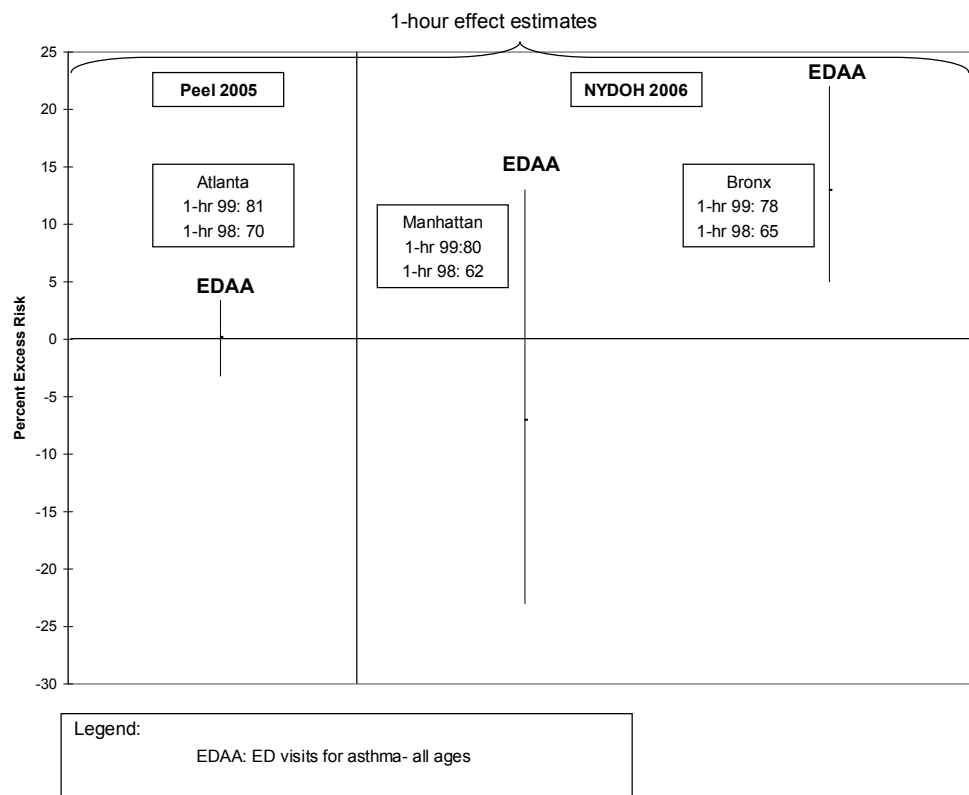 1-hour effect estimates
25
20
15
10
5
0
-5
-10
-15
-20
-25
-30
Percent Excess Risk
Peel 2005
NYDOH 2006
Atlanta
1-hr 99: 81
1-hr 98: 70
EDAA
Manhattan
1-hr 99:80
1-hr 98: 62
EDAA
Bronx
1-hr 99: 78
1-hr 98: 65
EDAA
Legend:
EDAA: ED visits for asthma- all ages